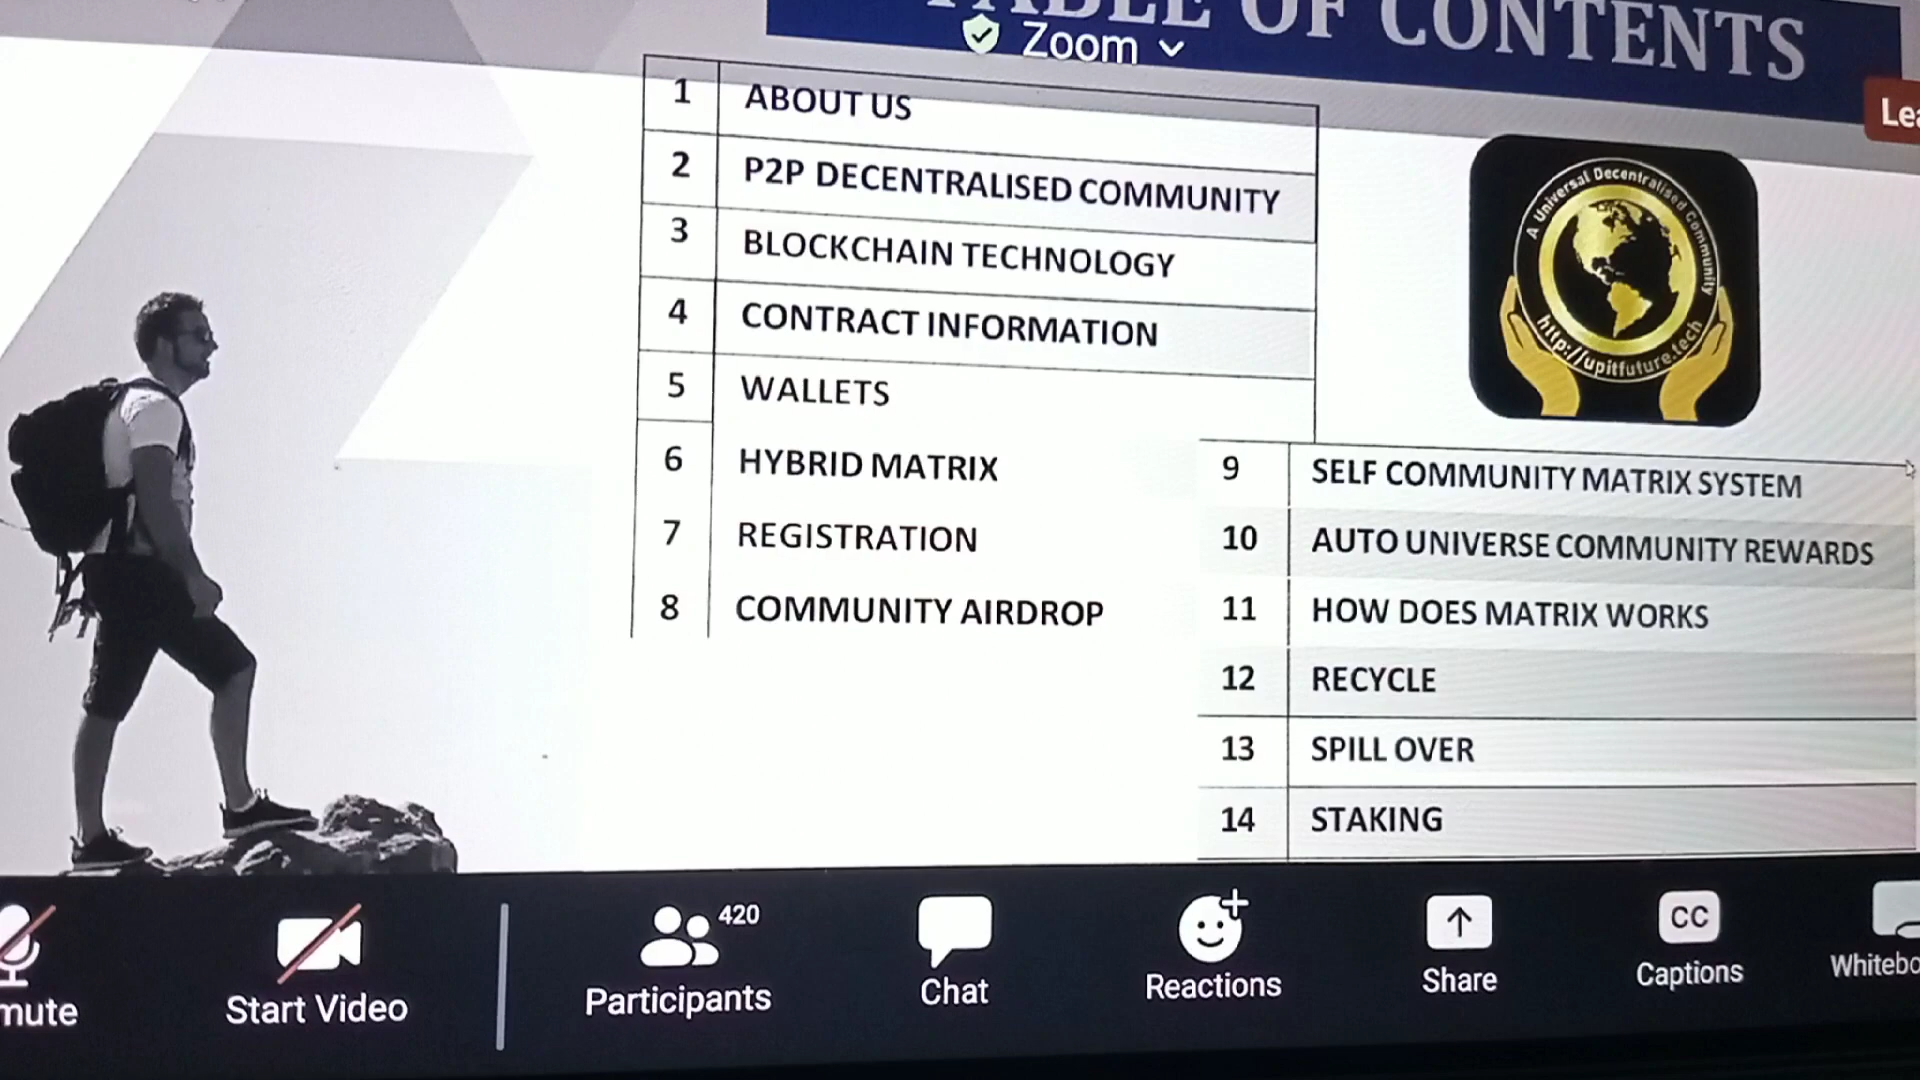 TABLE OF CONTENTS
Zoom
1 ABOUT US
2 P2P DECENTRALISED COMMUNITY
3 BLOCKCHAIN TECHNOLOGY
4 CONTRACT INFORMATION
5 WALLETS
6 HYBRID MATRIX
7 REGISTRATION
8 COMMUNITY AIRDROP
A Universal Decentralised Community
http://upitfuture.tech
9 SELF COMMUNITY MATRIX SYSTEM
10 AUTO UNIVERSE COMMUNITY REWARDS
11 HOW DOES MATRIX WORKS
12 RECYCLE
13 SPILL OVER
14 STAKING
mute
Start Video
420
Participants
Chat
Reactions
Share
CC
Captions